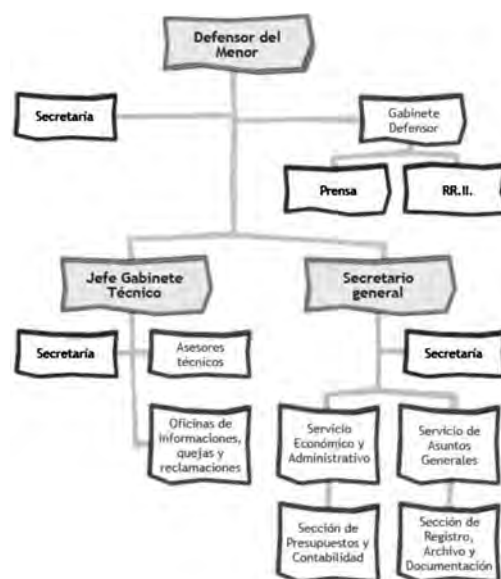 Defensor del
Menor
Secretaría
Gabinete
Defensor
Prensa
RR.II.
Jefe Gabinete
Técnico
Secretario
general
Secretaría
Asesores
técnicos
Secretaría
Oficinas de
informaciones,
quejas y
reclamaciones
Servicio
Económico y
Administrativo
Servicio de
Asuntos
Generales
Sección de
Presupuestos y
Contabilidad
Sección de
Registro,
Archivo y
Documentación